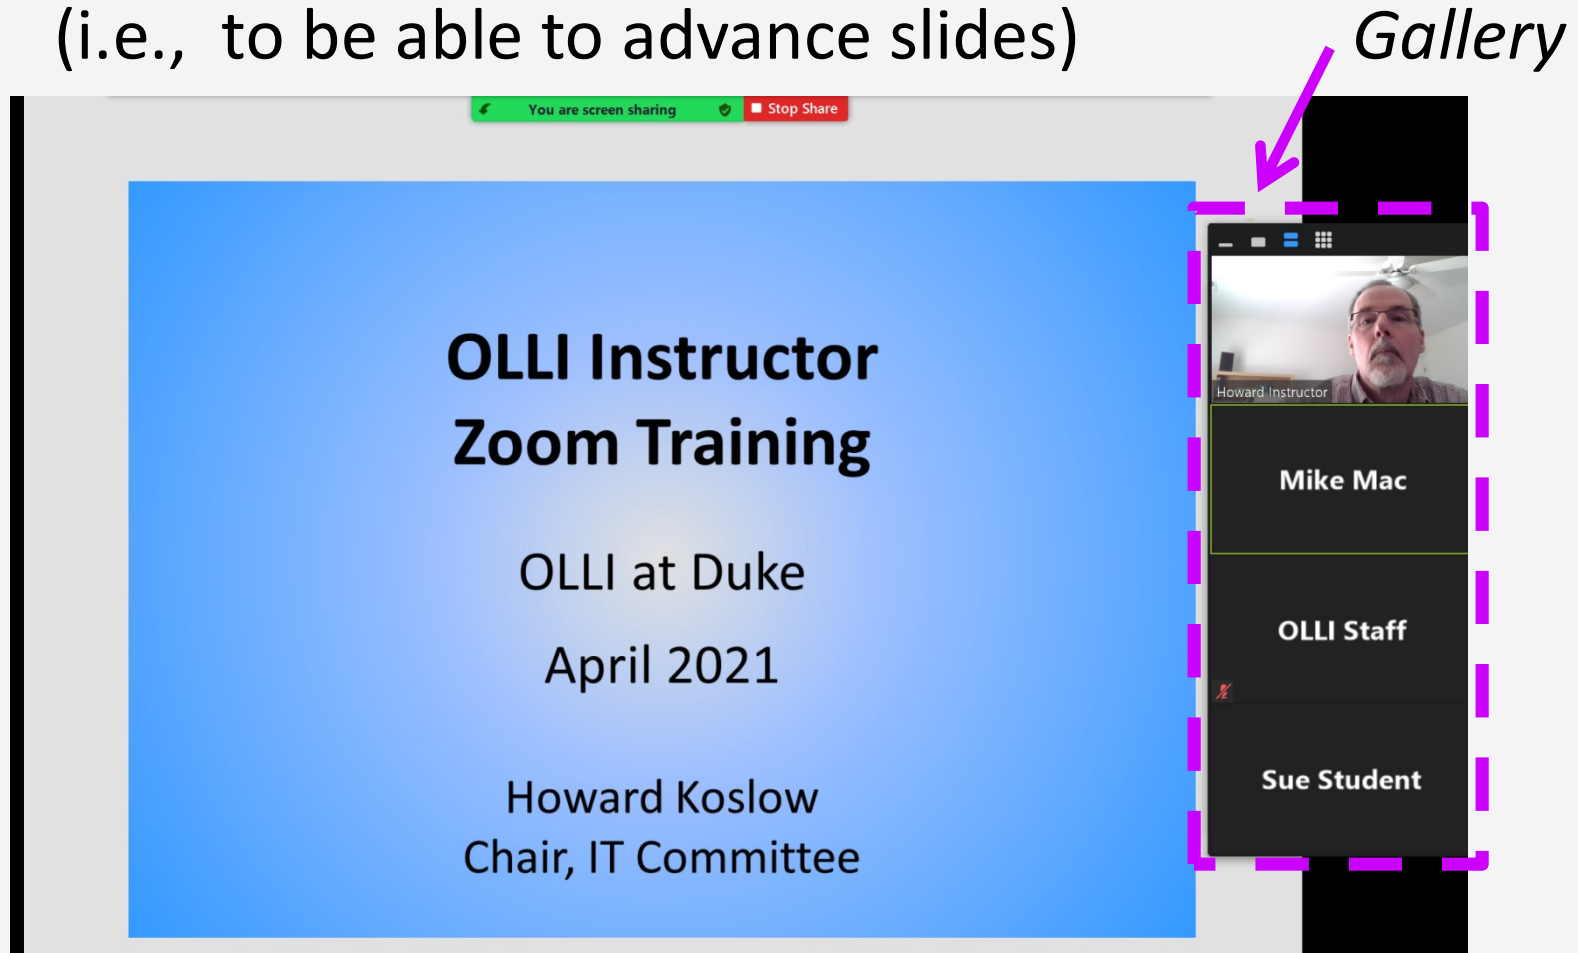 (i.e., to be able to advance slides)
Gallery
You are screen sharing
Stop Share
OLLI Instructor
Zoom Training
OLLI at Duke
April 2021
Howard Koslow
Chair, IT Committee
Howard Instructor
Mike Mac
OLLI Staff
Sue Student